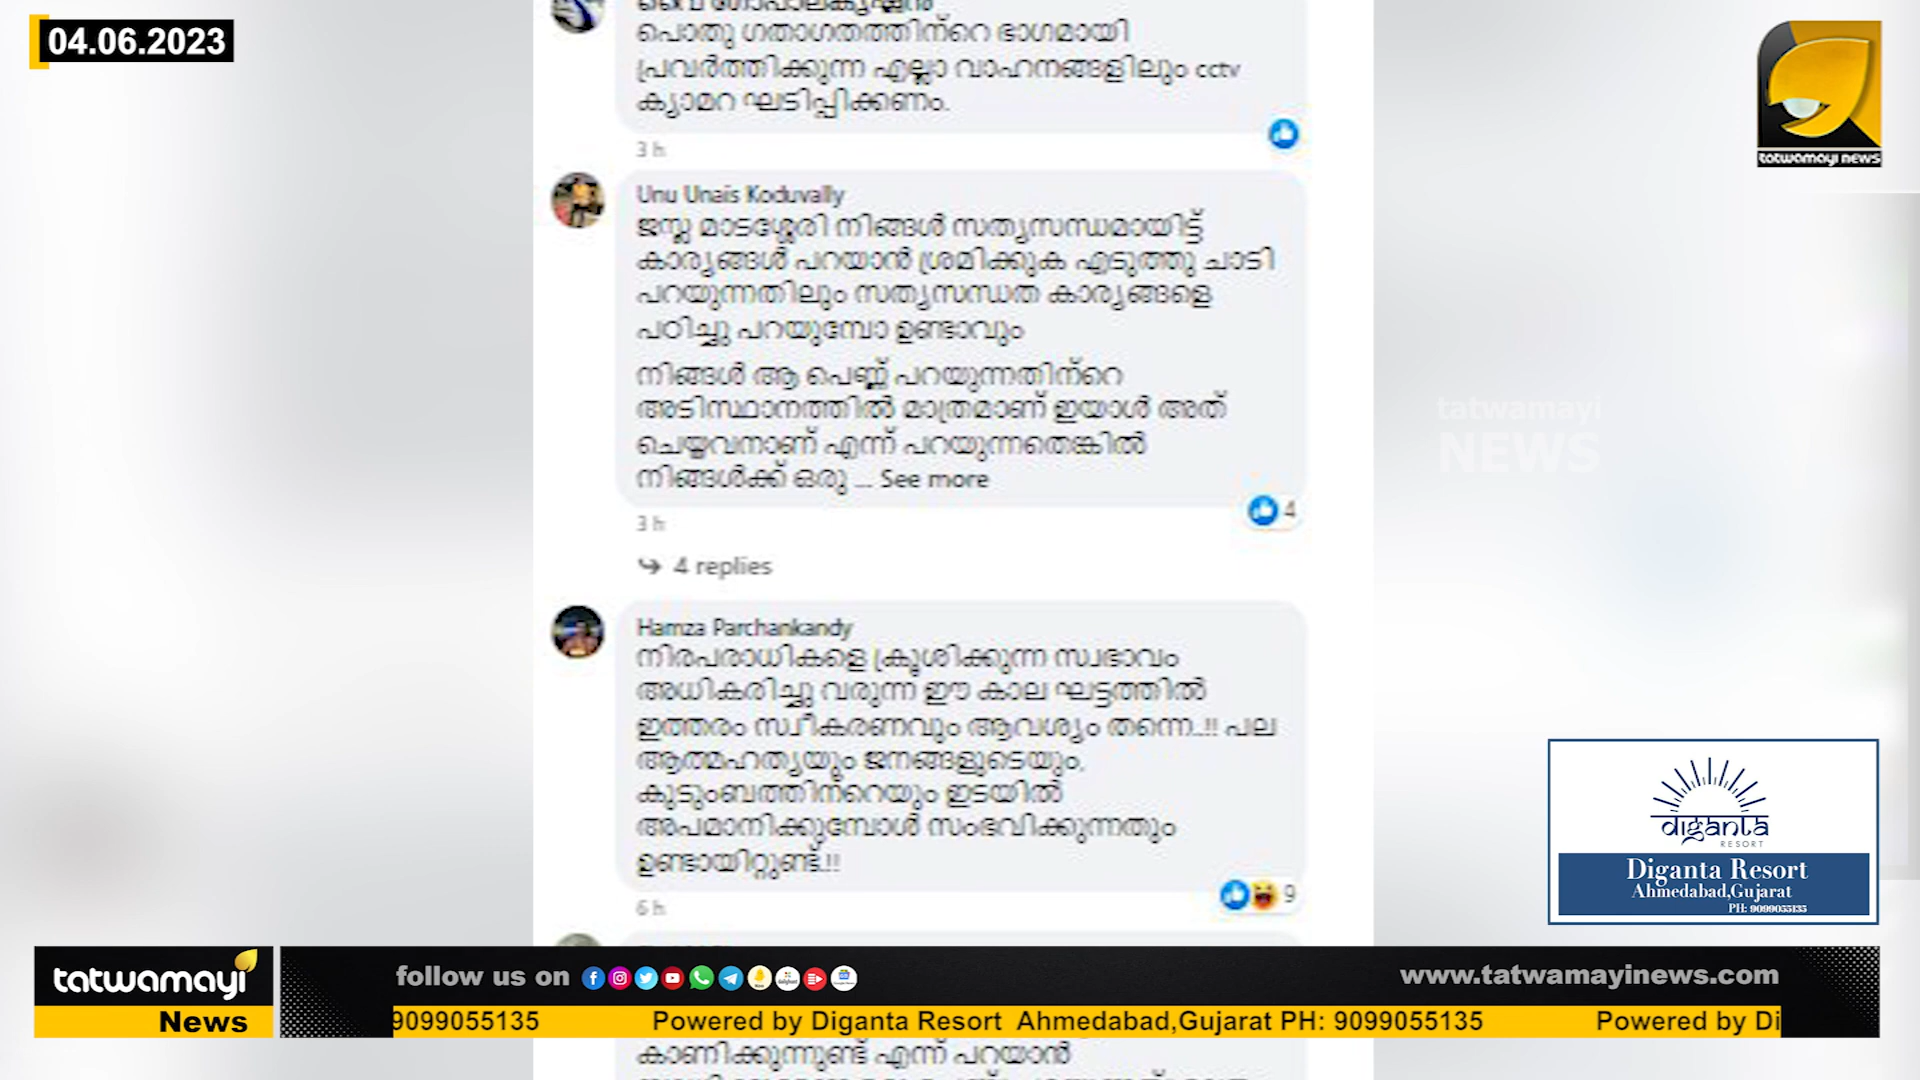 04.06.2023
വൈ ഗോപാലകൃഷ്ണൻ
പൊതു ഗതാഗതത്തിന്റെ ഭാഗമായി
പ്രവർത്തിക്കുന്ന എല്ലാ വാഹനങ്ങളിലും cctv
ക്യാമറ ഘടിപ്പിക്കണം.
3 h
Unu Unais Koduvally
ജസ്ല മാടശ്ശേരി നിങ്ങൾ സത്യസന്ധമായിട്ട്
കാര്യങ്ങൾ പറയാൻ ശ്രമിക്കുക എടുത്തു ചാടി
പറയുന്നതിലും സത്യസന്ധത കാര്യങ്ങളെ
പഠിച്ചു പറയുമ്പോ ഉണ്ടാവും
നിങ്ങൾ ആ പെണ്ണ് പറയുന്നതിന്റെ
അടിസ്ഥാനത്തിൽ മാത്രമാണ് ഇയാൾ അത്
ചെയ്തവനാണ് എന്ന് പറയുന്നതെങ്കിൽ
നിങ്ങൾക്ക് ഒരു ... See more
4
3 h
4 replies
Hamza Parchankandy
നിരപരാധികളെ ക്രൂശിക്കുന്ന സ്വഭാവം
അധികരിച്ചു വരുന്ന ഈ കാല ഘട്ടത്തിൽ
ഇത്തരം സ്വീകരണവും ആവശ്യം തന്നെ..!! പല
ആത്മഹത്യയും ജനങ്ങളുടെയും,
കുടുംബത്തിന്റെയും ഇടയിൽ
അപമാനിക്കുമ്പോൾ സംഭവിക്കുന്നതും
ഉണ്ടായിറ്റുണ്ട്.!!
9
6 h
കാണിക്കുന്നുണ്ട് എന്ന് പറയാൻ
tatwamayi news
tatwamayi
NEWS
diganta
RESORT
Diganta Resort
Ahmedabad,Gujarat
PH: 9099055135
tatwamayi
News
follow us on
www.tatwamayinews.com
9099055135 Powered by Diganta Resort Ahmedabad,Gujarat PH: 9099055135 Powered by Di